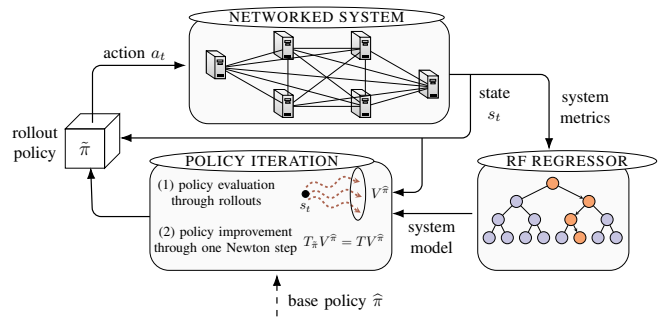 NETWORKED SYSTEM
action a_t
state
s_t
system
metrics
rollout
policy
π̃
POLICY ITERATION
(1) policy evaluation
through rollouts
s_t
V^π̂
(2) policy improvement
through one Newton step
T_π̃ V^π̂ = TV^π̂
system
model
RF REGRESSOR
base policy π̂